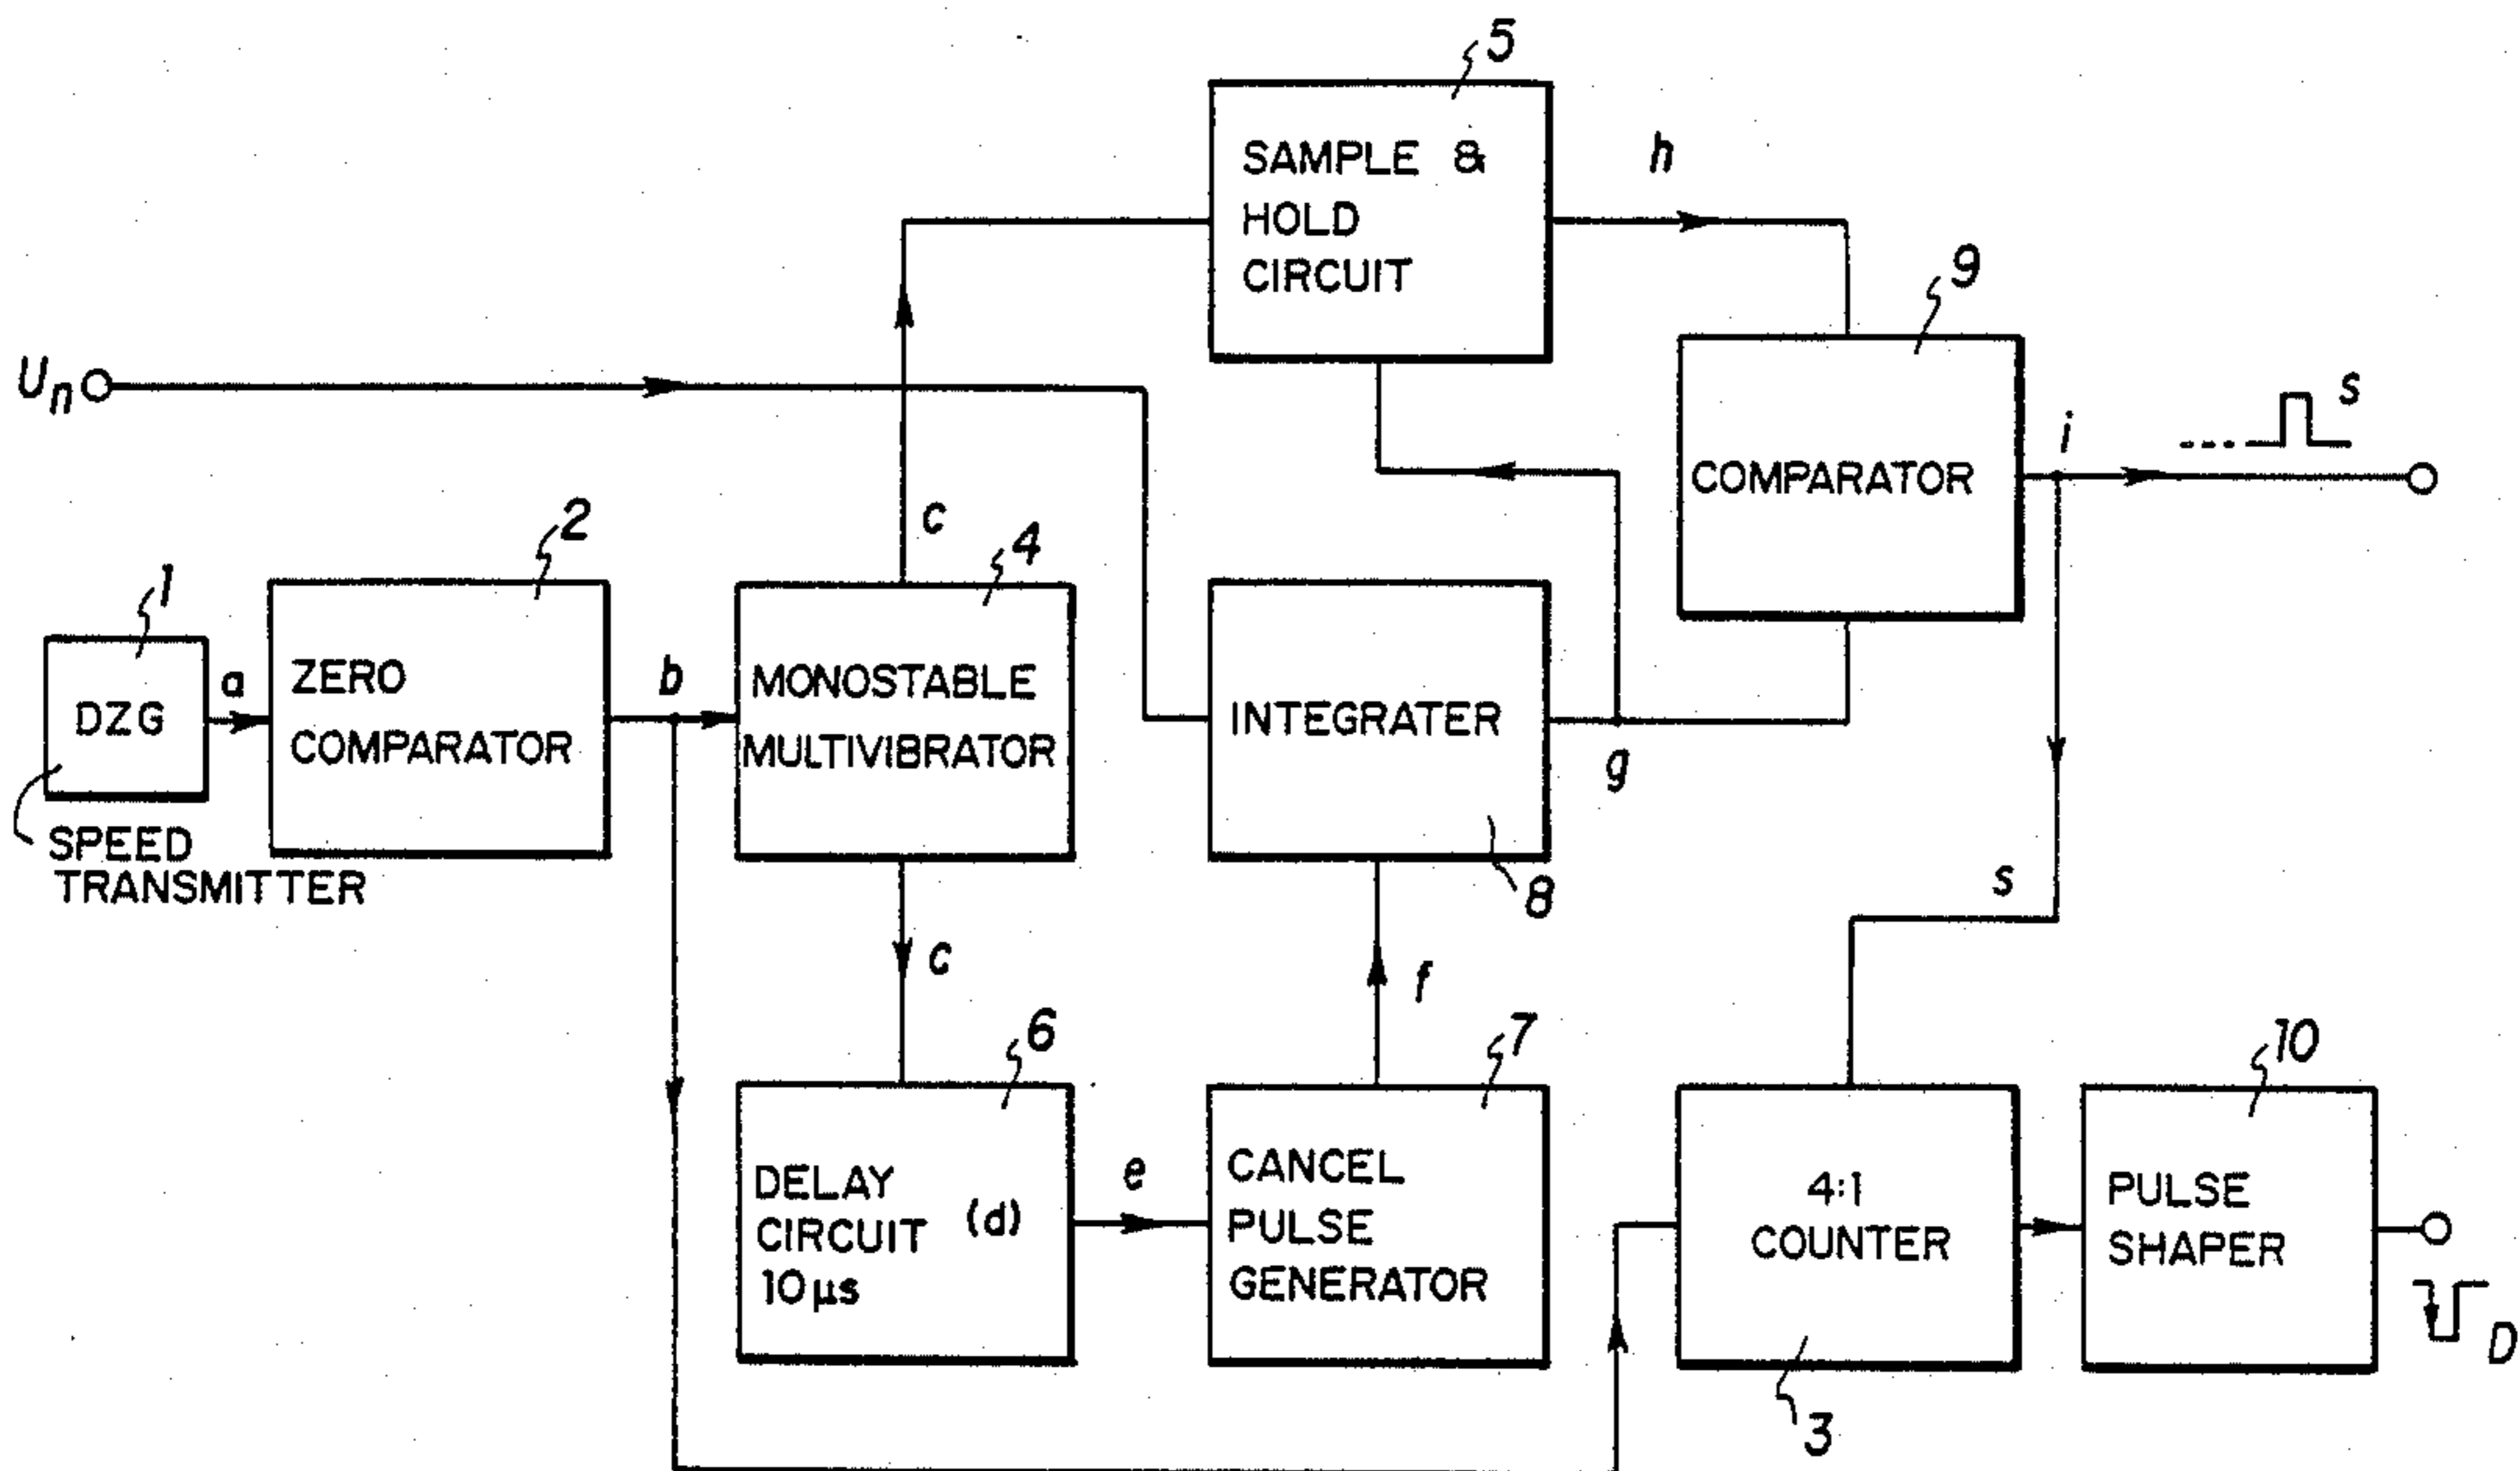 5
SAMPLE &
HOLD
CIRCUIT
h
9
Un
COMPARATOR
i
s
c
2
4
1
DZG
a
ZERO
COMPARATOR
b
MONOSTABLE
MULTIVIBRATOR
INTEGRATER
g
SPEED
TRANSMITTER
8
s
c
f
6
7
10
DELAY
CIRCUIT (d)
10µs
e
CANCEL
PULSE
GENERATOR
4:1
COUNTER
PULSE
SHAPER
D
3